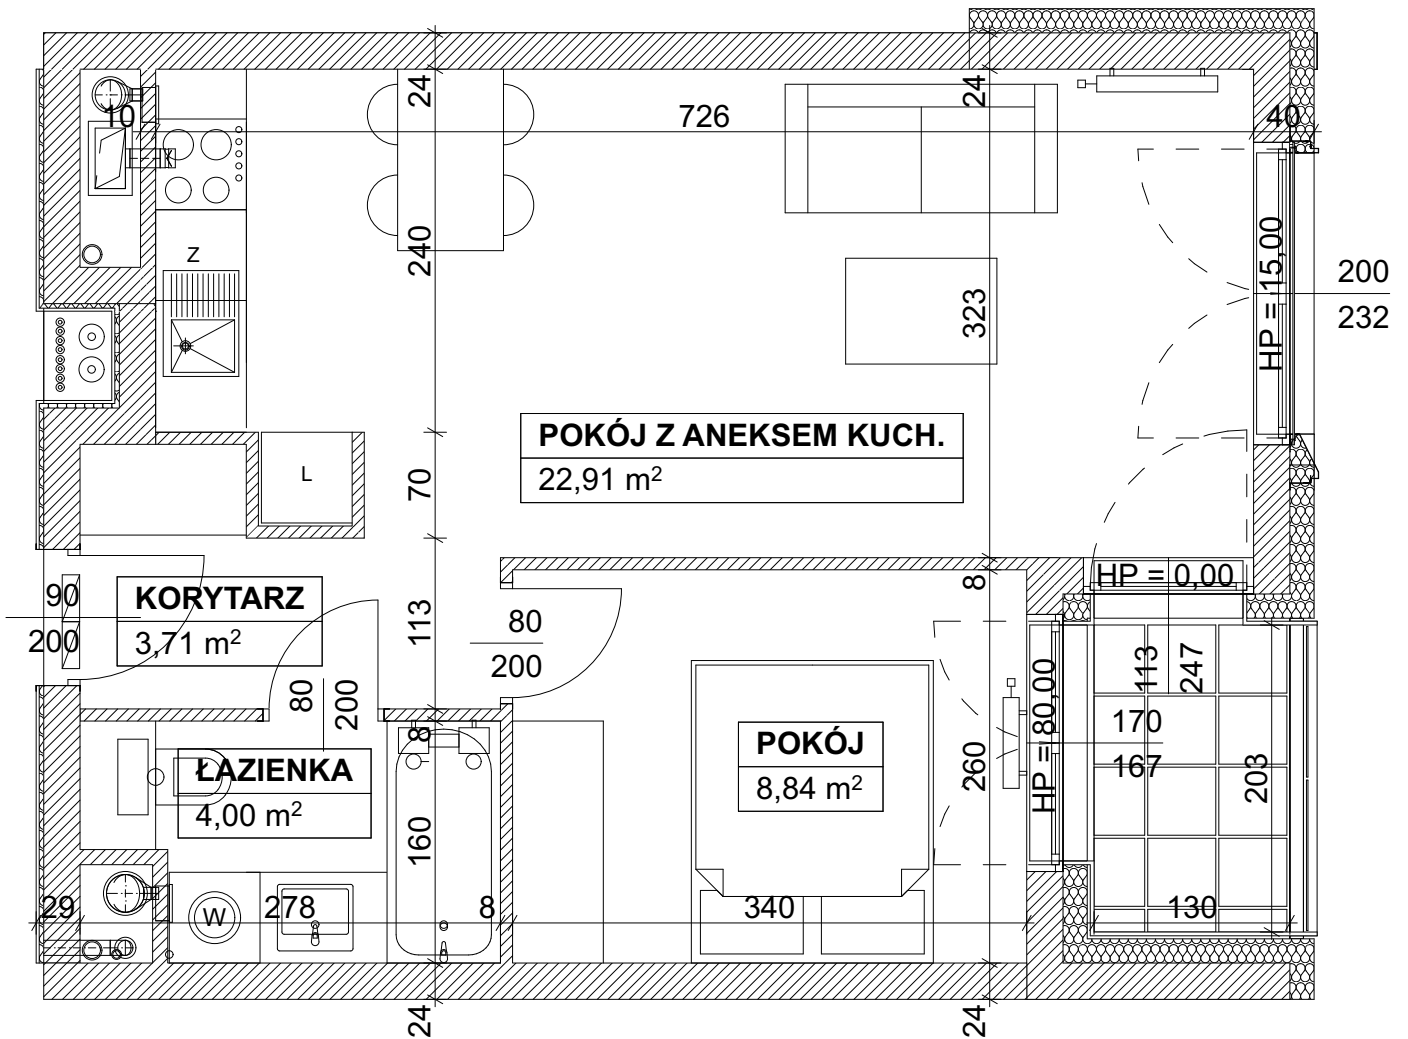 24
24
10
726
40
240
Z
HP = 15,00
200
232
323
POKÓJ Z ANEKSEM KUCH.
22,91 m²
70
L
8
HP = 0,00
90
200
KORYTARZ
3,71 m²
113
80
200
80
200
113
247
HP = 80,00
170
167
203
8
POKÓJ
8,84 m²
260
ŁAZIENKA
4,00 m²
160
29
W
278
8
340
130
24
24